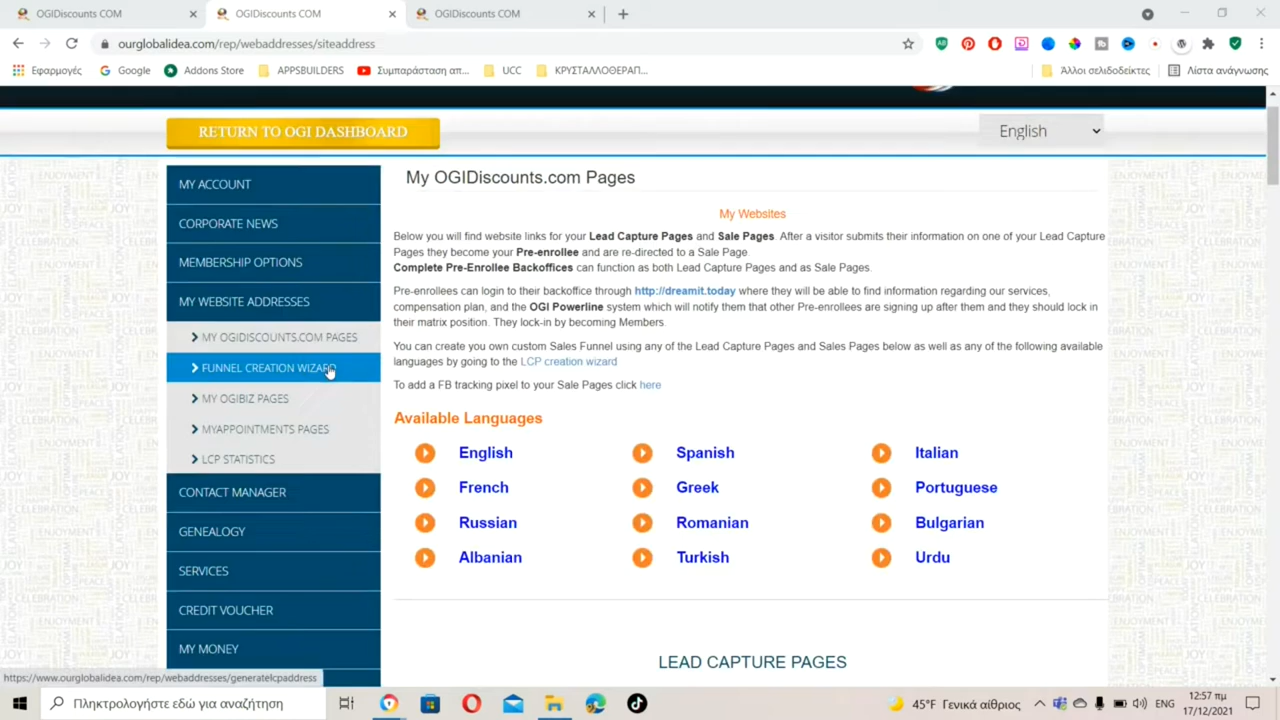 OGIDiscounts COM
OGIDiscounts COM
OGIDiscounts COM
ourglobalidea.com/rep/webaddresses/siteaddress
Εφαρμογές
Google
Addons Store
APPSBUILDERS
Συμπαράσταση απ...
UCC
ΚΡΥΣΤΑΛΛΟΘΕΡΑΠ...
Άλλοι σελιδοδείκτες
Λίστα ανάγνωσης
RETURN TO OGI DASHBOARD
English
MY ACCOUNT
CORPORATE NEWS
MEMBERSHIP OPTIONS
MY WEBSITE ADDRESSES
MY OGIDISCOUNTS.COM PAGES
FUNNEL CREATION WIZARD
MY OGIBIZ PAGES
MYAPPOINTMENTS PAGES
LCP STATISTICS
CONTACT MANAGER
GENEALOGY
SERVICES
CREDIT VOUCHER
MY MONEY
My OGIDiscounts.com Pages
My Websites
Below you will find website links for your Lead Capture Pages and Sale Pages. After a visitor submits their information on one of your Lead Capture
Pages they become your Pre-enrollee and are re-directed to a Sale Page
Complete Pre-Enrollee Backoffices can function as both Lead Capture Pages and as Sale Pages.
Pre-enrollees can login to their backoffice through http://dreamit.today where they will be able to find information regarding our services,
compensation plan, and the OGI Powerline system which will notify them that other Pre-enrollees are signing up after them and they should lock in
their matrix position. They lock-in by becoming Members.
You can create you own custom Sales Funnel using any of the Lead Capture Pages and Sales Pages below as well as any of the following available
languages by going to the LCP creation wizard
To add a FB tracking pixel to your Sale Pages click here
Available Languages
English
Spanish
Italian
French
Greek
Portuguese
Russian
Romanian
Bulgarian
Albanian
Turkish
Urdu
LEAD CAPTURE PAGES
https://www.ourglobalidea.com/rep/webaddresses/generatelcpaddress
Πληκτρολογήστε εδώ για αναζήτηση
45°F Γενικά αίθριος
ENG
12:57 πμ
17/12/2021